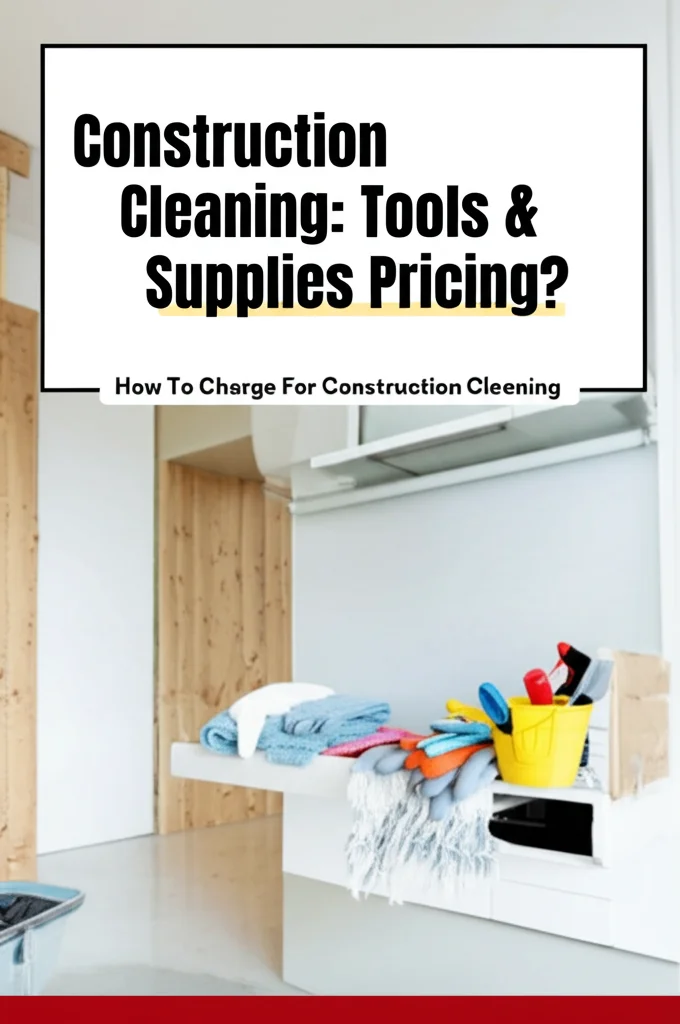 Construction
Cleaning: Tools &
Supplies Pricing?
How To Charge For Construction Cleening